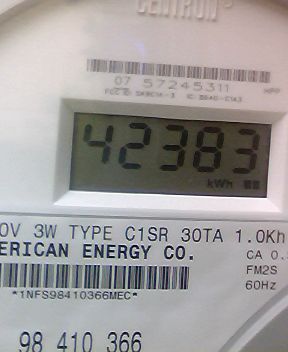 CENTRON®
07 57245311
42383
kWh
0V 3W TYPE C1SR 30TA 1.0Kh
ERICAN ENERGY CO.
CA 0.
FM2S
*1NFS98410366MEC*
60Hz
98 410 366